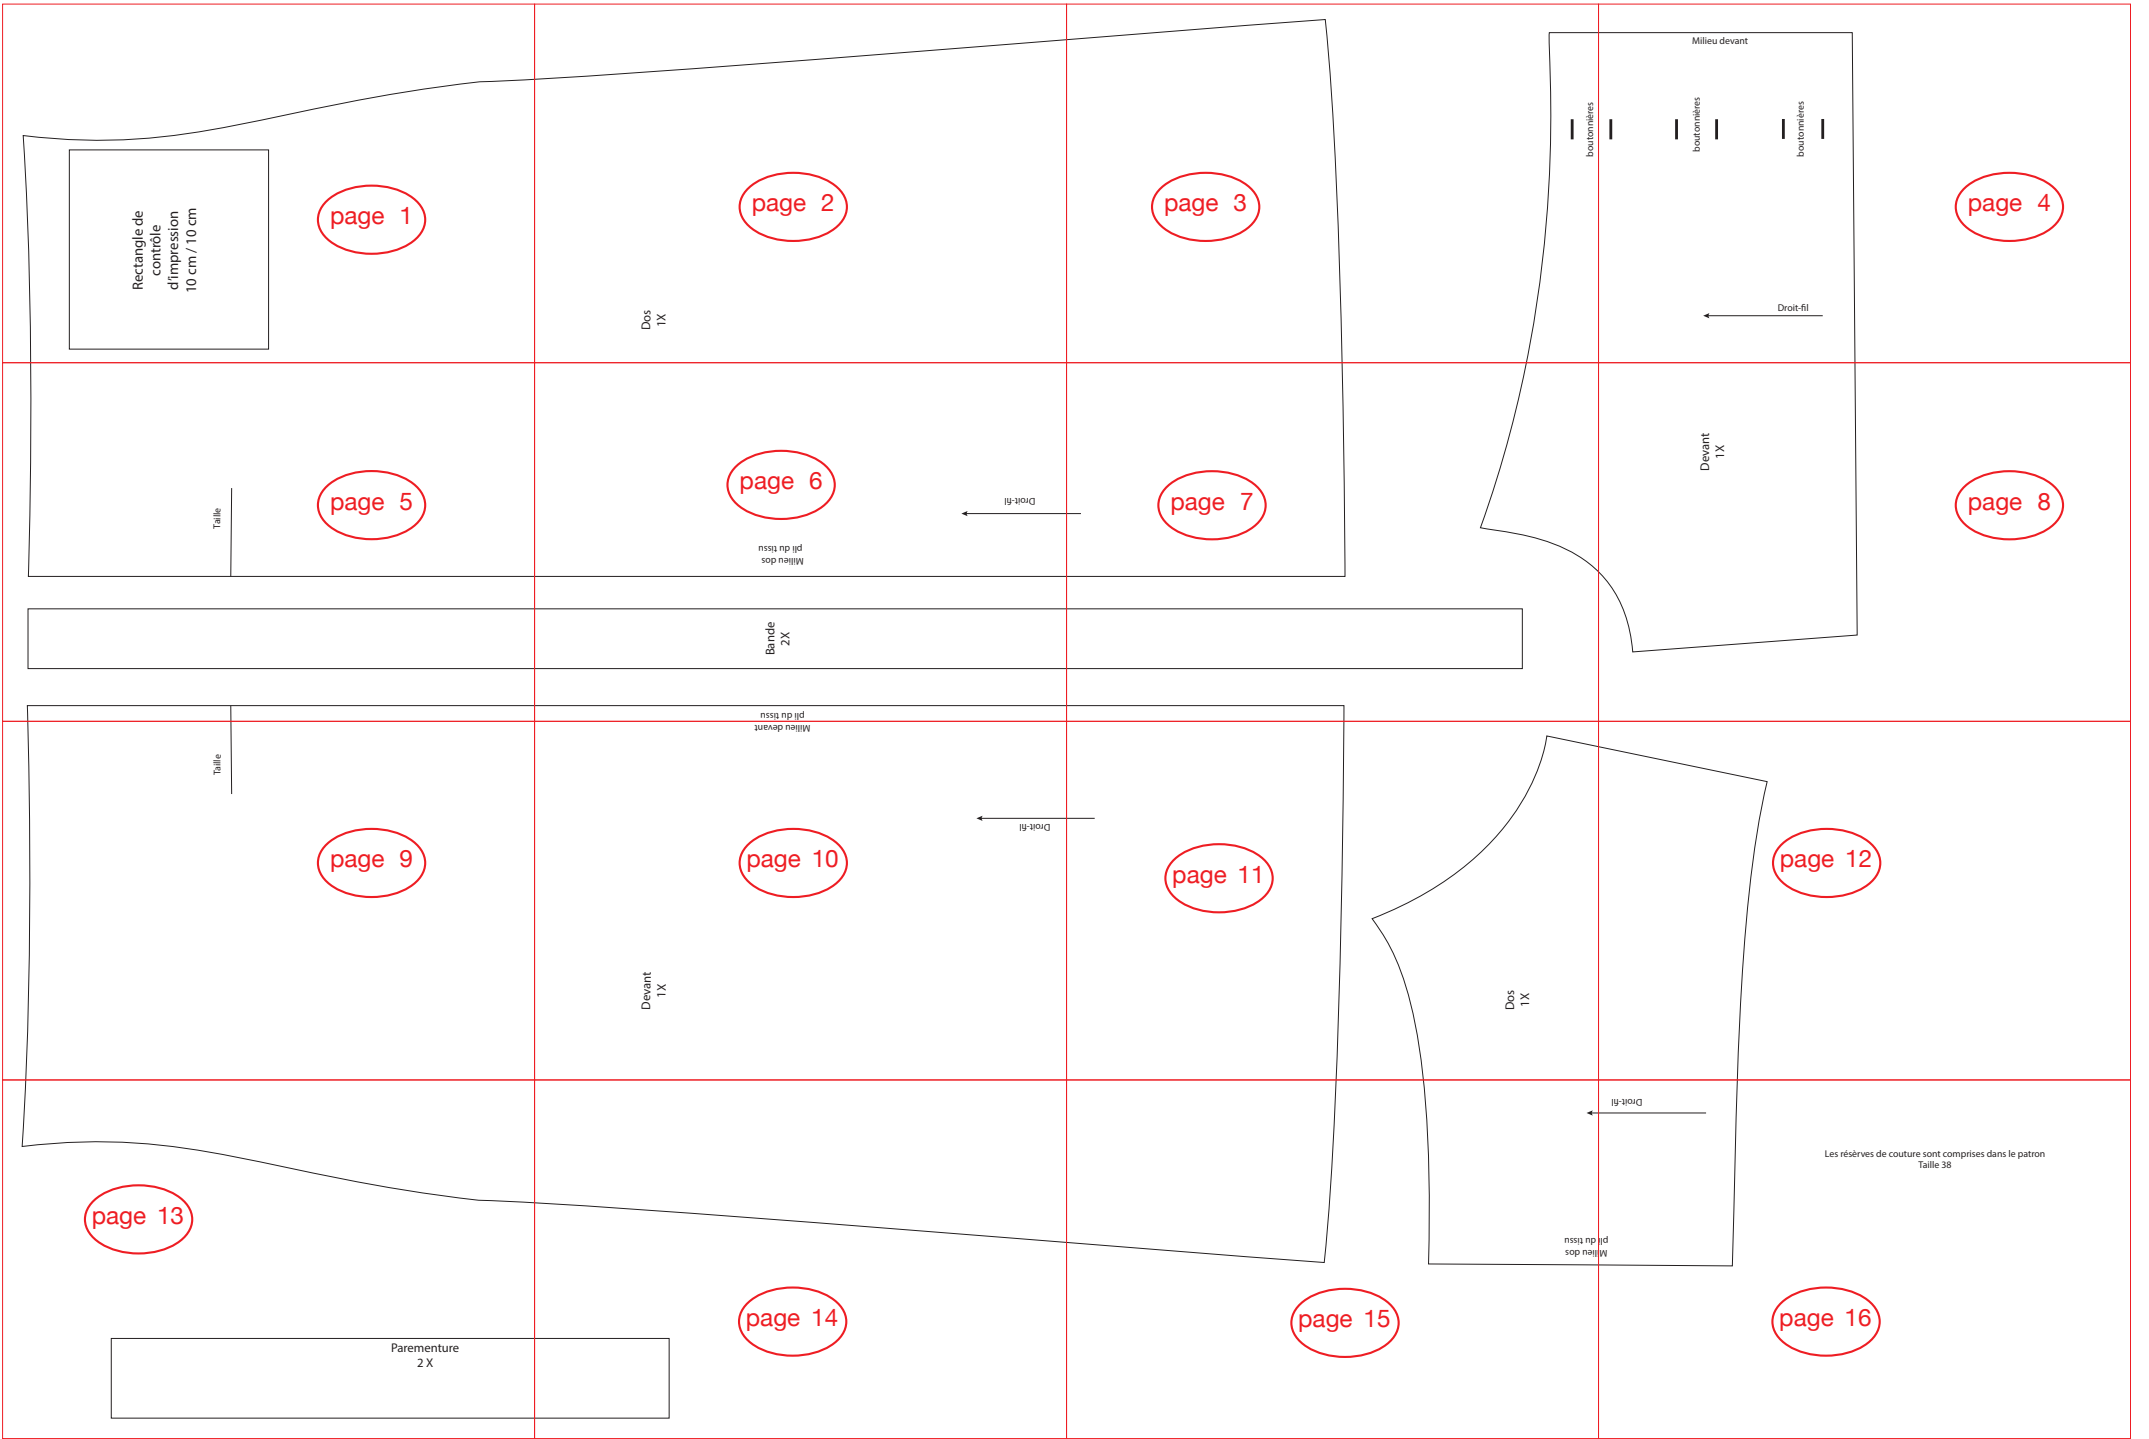 Milieu devant
boutonnières
boutonnières
boutonnières
Rectangle de
contrôle
d'impression
10 cm / 10 cm
page 1
page 2
page 3
page 4
Dos
1X
Droit-fil
Devant
1X
Taille
page 5
page 6
Droit-fil
page 7
page 8
Milieu dos
pli du tissu
Bande
2X
Milieu devant
pli du tissu
Taille
Droit-fil
page 9
page 10
page 11
page 12
Devant
1X
Dos
1X
Droit-fil
Les résèrves de couture sont comprises dans le patron
Taille 38
page 13
Milieu dos
pli du tissu
page 14
page 15
page 16
Parementure
2 X